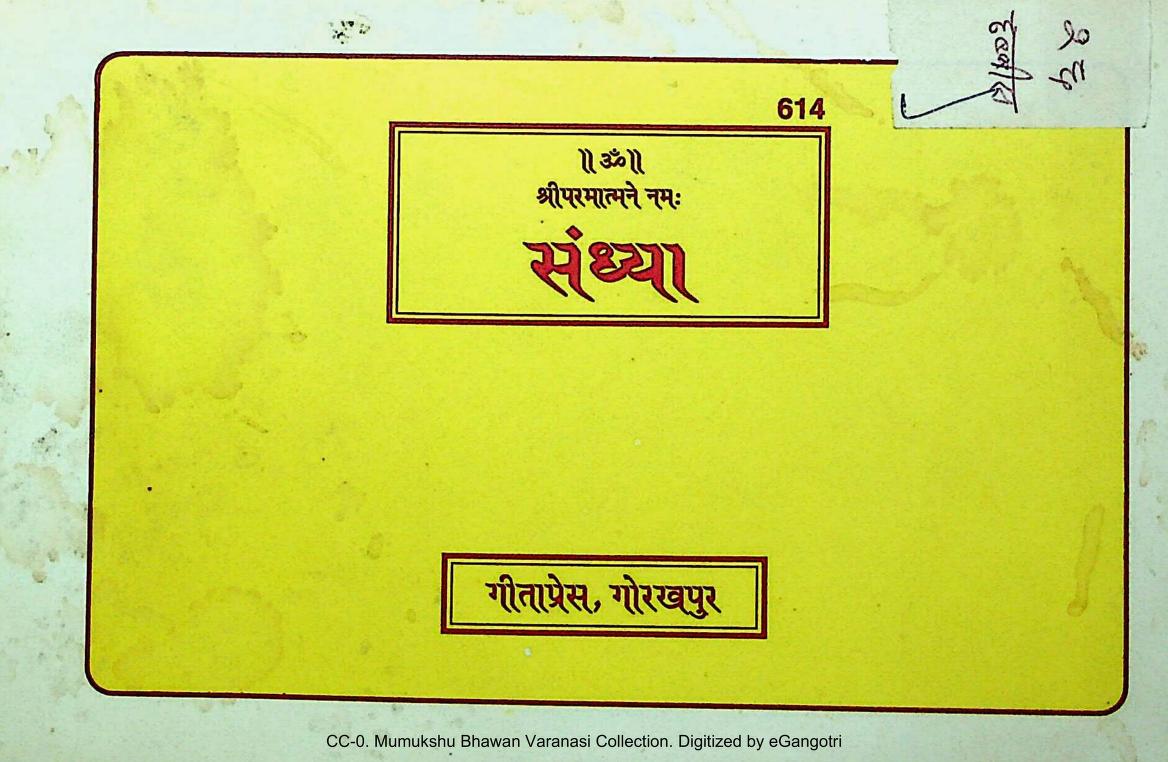 614
॥ ॐ ॥
श्रीपरमात्मने नमः
संध्या
गीताप्रेस, गोरखपुर
CC-0. Mumukshu Bhawan Varanasi Collection. Digitized by eGangotri